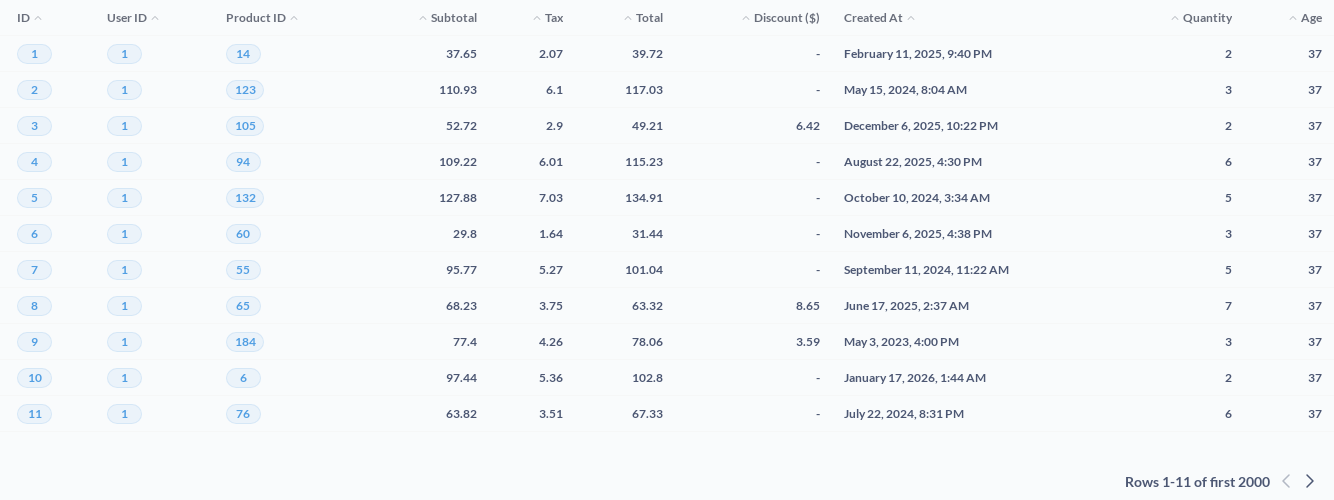 ID User ID Product ID Subtotal Tax Total Discount ($) Created At Quantity Age
1 1 14 37.65 2.07 39.72 - February 11, 2025, 9:40 PM 2 37
2 1 123 110.93 6.1 117.03 - May 15, 2024, 8:04 AM 3 37
3 1 105 52.72 2.9 49.21 6.42 December 6, 2025, 10:22 PM 2 37
4 1 94 109.22 6.01 115.23 - August 22, 2025, 4:30 PM 6 37
5 1 132 127.88 7.03 134.91 - October 10, 2024, 3:34 AM 5 37
6 1 60 29.8 1.64 31.44 - November 6, 2025, 4:38 PM 3 37
7 1 55 95.77 5.27 101.04 - September 11, 2024, 11:22 AM 5 37
8 1 65 68.23 3.75 63.32 8.65 June 17, 2025, 2:37 AM 7 37
9 1 184 77.4 4.26 78.06 3.59 May 3, 2023, 4:00 PM 3 37
10 1 6 97.44 5.36 102.8 - January 17, 2026, 1:44 AM 2 37
11 1 76 63.82 3.51 67.33 - July 22, 2024, 8:31 PM 6 37
Rows 1-11 of first 2000